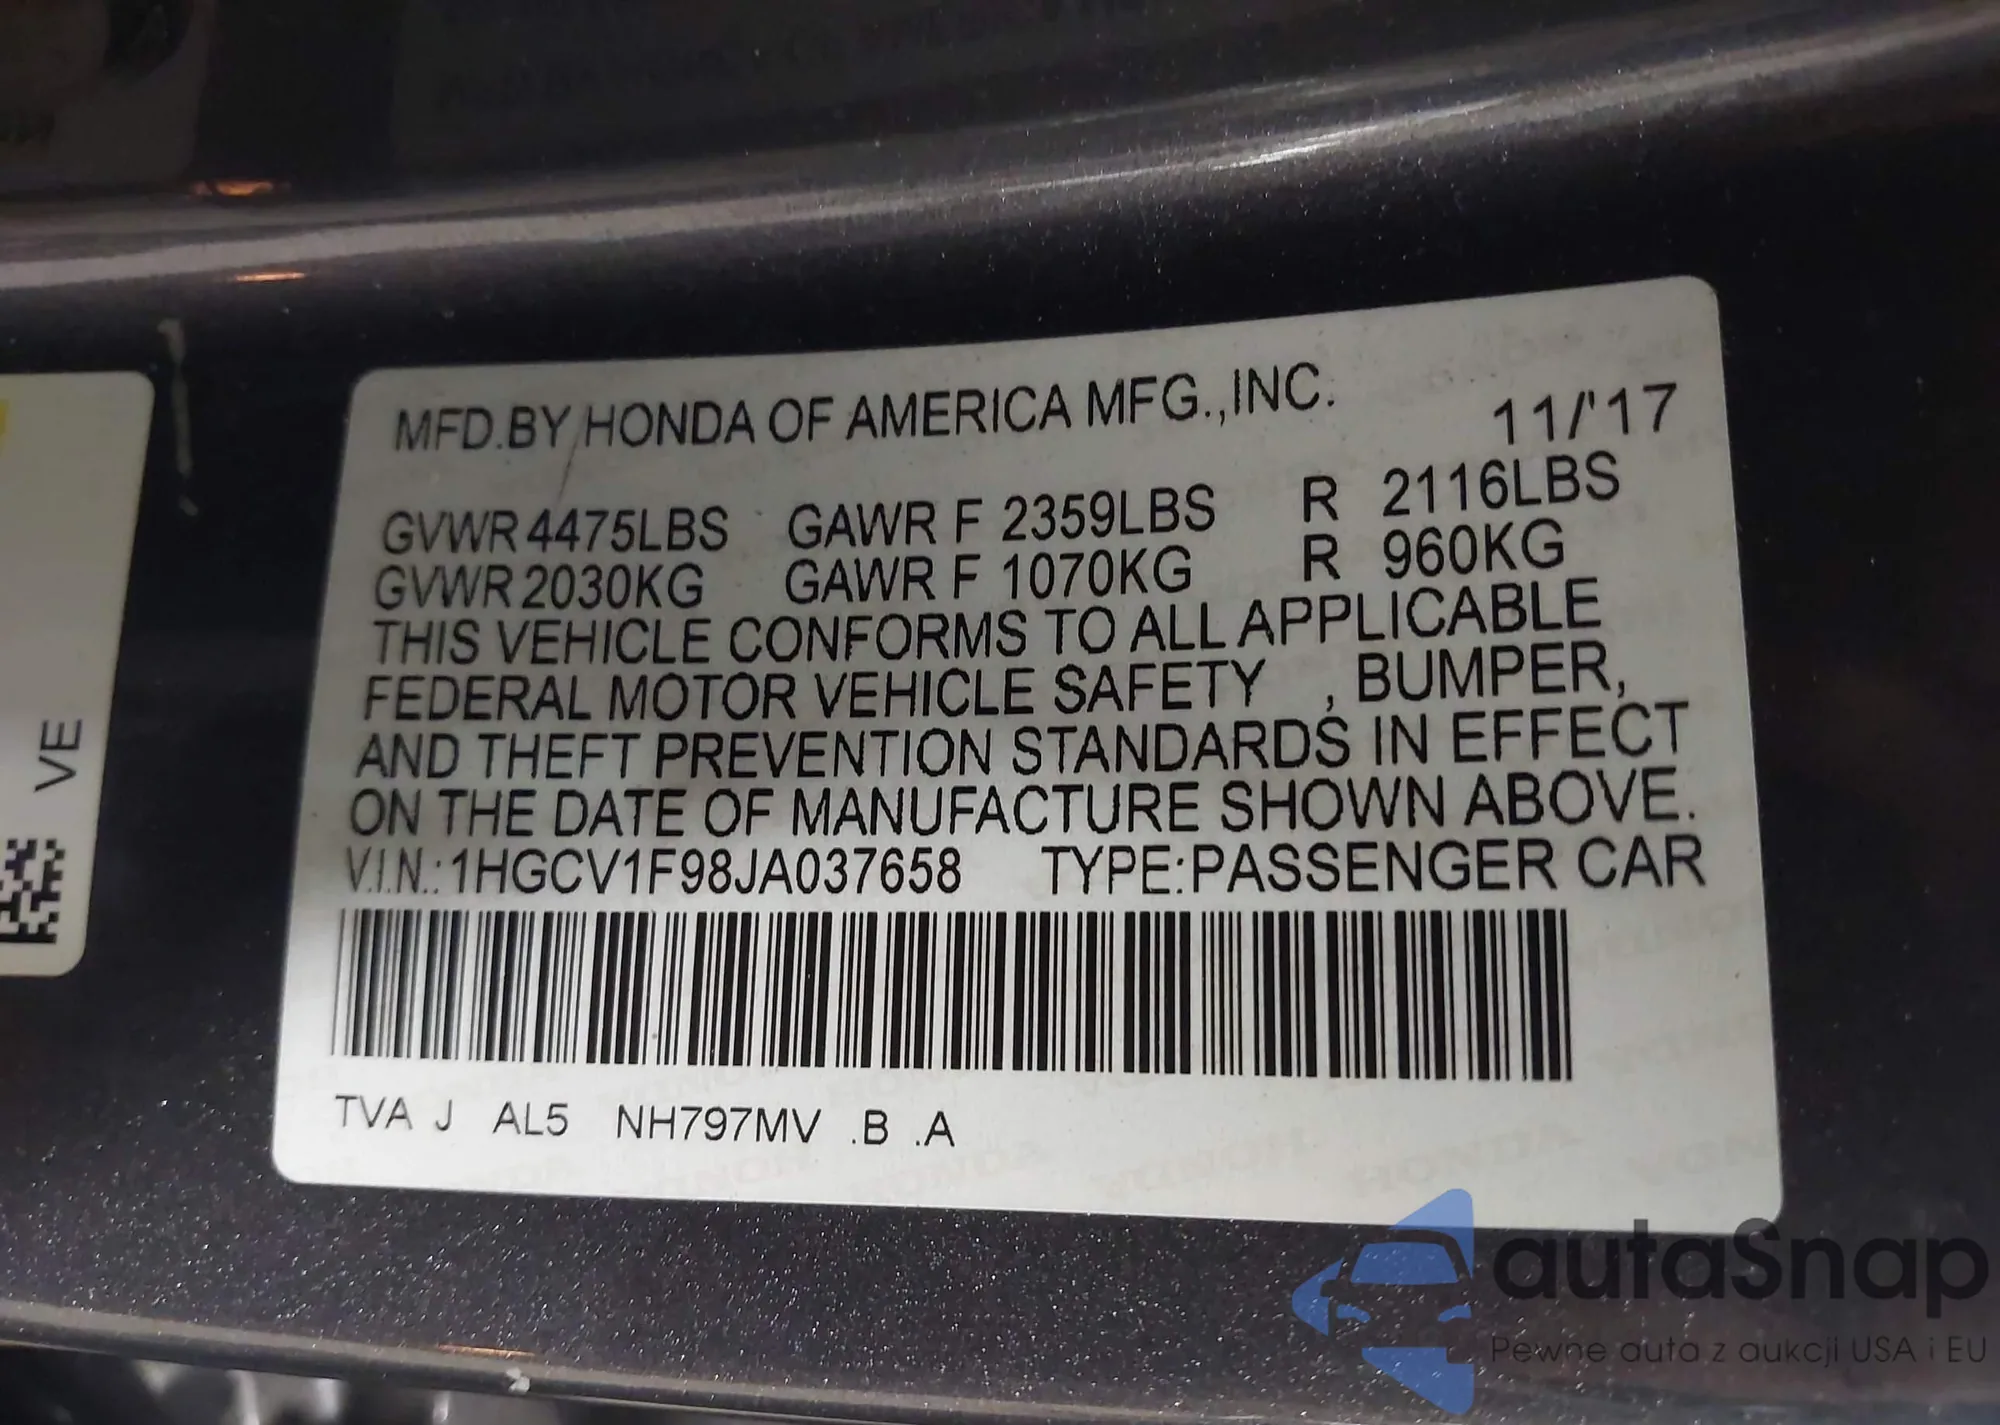 MFD.BY HONDA OF AMERICA MFG.,INC.
11/'17
GVWR 4475LBS GAWR F 2359LBS R 2116LBS
GVWR 2030KG GAWR F 1070KG R 960KG
THIS VEHICLE CONFORMS TO ALL APPLICABLE
FEDERAL MOTOR VEHICLE SAFETY , BUMPER,
AND THEFT PREVENTION STANDARDS IN EFFECT
ON THE DATE OF MANUFACTURE SHOWN ABOVE.
V.I.N.: 1HGCV1F98JA037658 TYPE:PASSENGER CAR
TVA J AL5 NH797MV .B .A
VE
autaSnap
Pewne auta z aukcji USA i EU